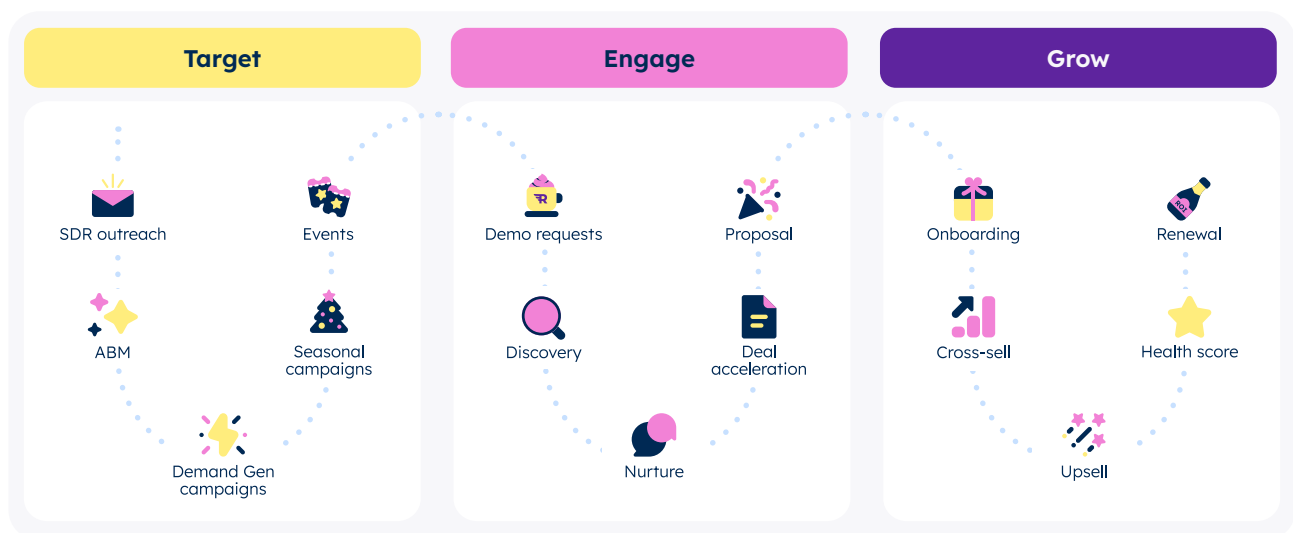 Target
Engage
Grow
SDR outreach
Events
ABM
Seasonal
campaigns
Demand Gen
campaigns
R
Demo requests
Proposal
Discovery
Deal
acceleration
Nurture
Onboarding
ROI
Renewal
Cross-sell
Health score
Upsell